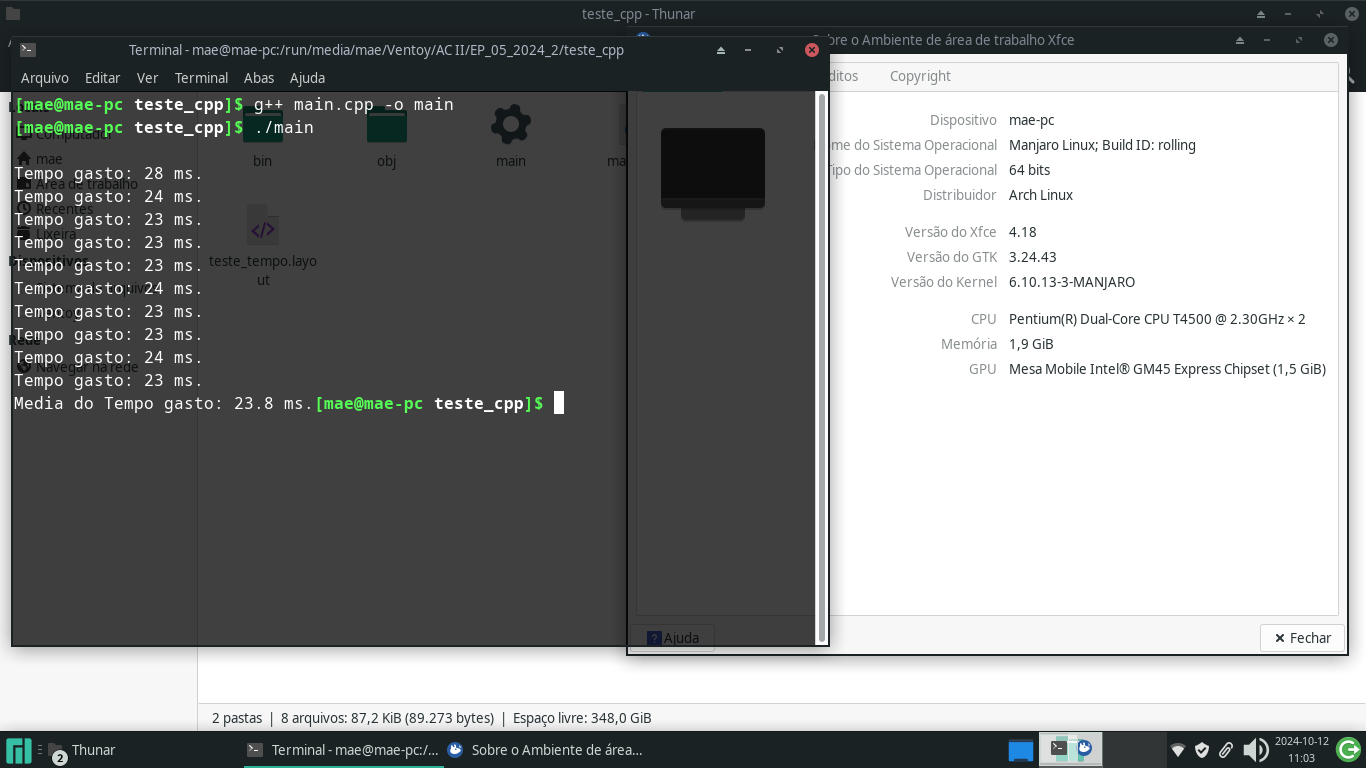 teste_cpp - Thunar
Terminal - mae@mae-pc:/run/media/mae/Ventoy/AC II/EP_05_2024_2/teste_cpp
bre o Ambiente de área de trabalho Xfce
Arquivo Editar Ver Terminal Abas Ajuda
ditos Copyright
[mae@mae-pc teste_cpp]$ g++ main.cpp -o main
[mae@mae-pc teste_cpp]$ ./main
Computador
bin obj main ma
mae
Tempo gasto: 28 ms.
Área de trabalho
Tempo gasto: 24 ms.
Recentes
Tempo gasto: 23 ms.
Lixeira
Tempo gasto: 23 ms.
Tempo gasto: 23 ms.
Tempo gasto: 24 ms.
Tempo gasto: 23 ms.
Tempo gasto: 23 ms.
Tempo gasto: 24 ms.
Navegar na rede
Tempo gasto: 23 ms.
Media do Tempo gasto: 23.8 ms.[mae@mae-pc teste_cpp]$
teste_tempo.layo
ut
Dispositivo mae-pc
me do Sistema Operacional Manjaro Linux; Build ID: rolling
ipo do Sistema Operacional 64 bits
Distribuidor Arch Linux
Versão do Xfce 4.18
Versão do GTK 3.24.43
Versão do Kernel 6.10.13-3-MANJARO
CPU Pentium(R) Dual-Core CPU T4500 @ 2.30GHz × 2
Memória 1,9 GiB
GPU Mesa Mobile Intel® GM45 Express Chipset (1,5 GiB)
Ajuda
Fechar
2 pastas | 8 arquivos: 87,2 KiB (89.273 bytes) | Espaço livre: 348,0 GiB
2 Thunar
Terminal - mae@mae-pc:/...
Sobre o Ambiente de área...
2024-10-12
11:03